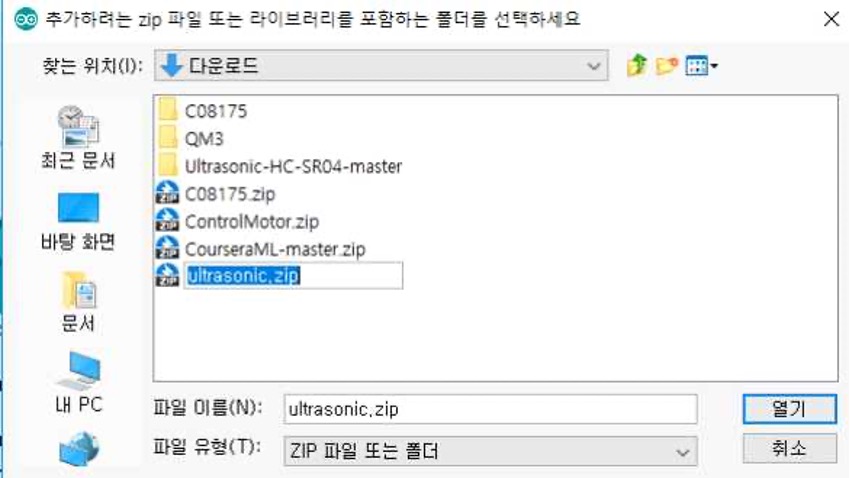 추가하려는 zip 파일 또는 라이브러리를 포함하는 폴더를 선택하세요
찾는 위치(I): 다운로드
최근 문서
바탕 화면
문서
내 PC
C08175
QM3
Ultrasonic-HC-SR04-master
C08175.zip
ControlMotor.zip
CourseraML-master.zip
ultrasonic.zip
파일 이름(N): ultrasonic.zip 열기
파일 유형(T): ZIP 파일 또는 폴더 취소